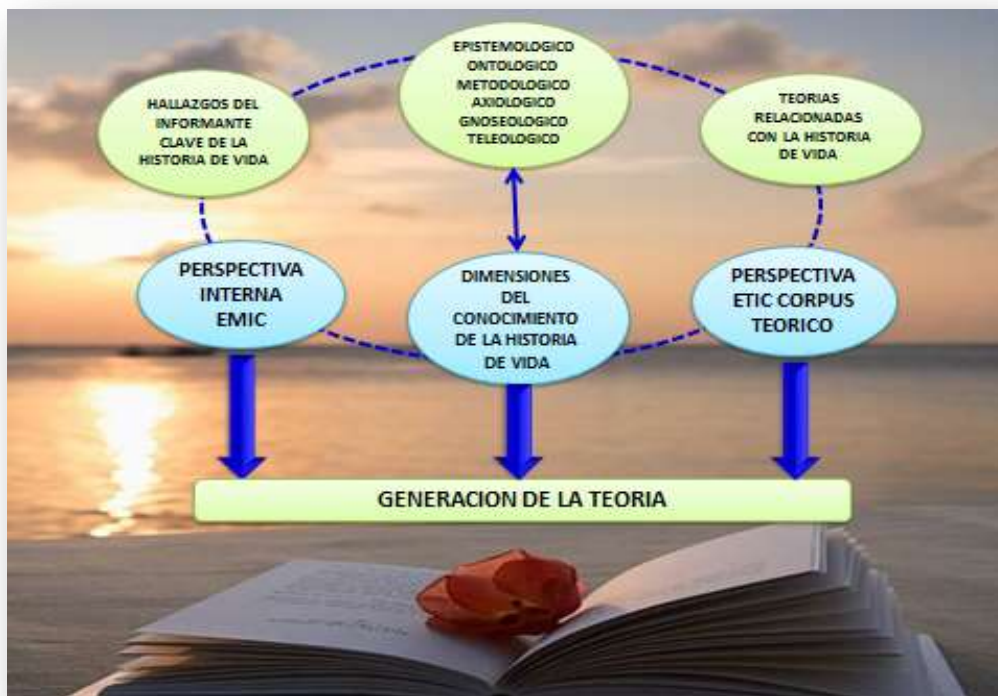 HALLAZGOS DEL
INFORMANTE
CLAVE DE LA
HISTORIA DE VIDA
EPISTEMOLOGICO
ONTOLOGICO
METODOLOGICO
AXIOLOGICO
GNOSEOLOGICO
TELEOLOGICO
TEORIAS
RELACIONADAS
CON LA HISTORIA
DE VIDA
PERSPECTIVA
INTERNA
EMIC
DIMENSIONES
DEL
CONOCIMIENTO
DE LA HISTORIA
DE VIDA
PERSPECTIVA
ETIC CORPUS
TEORICO
GENERACION DE LA TEORIA